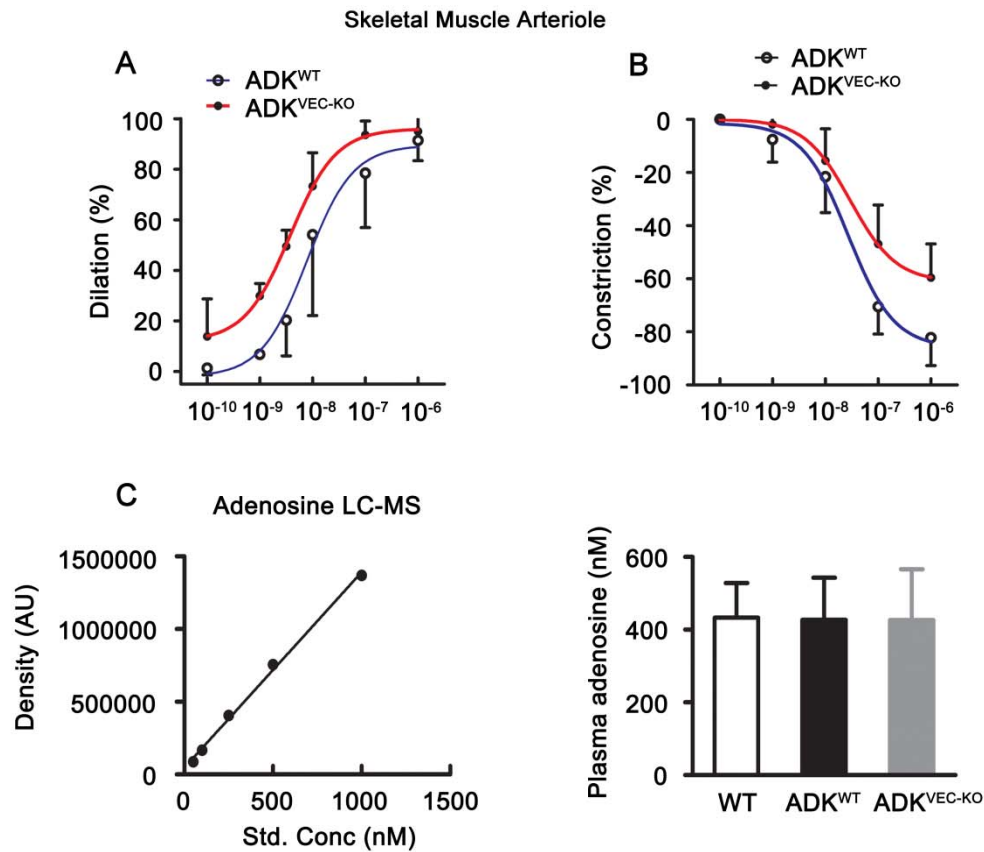 Skeletal Muscle Arteriole
A
ADK^WT
ADK^VEC-KO
100
80
60
40
20
0
Dilation (%)
10^-10 10^-9 10^-8 10^-7 10^-6
B
ADK^WT
ADK^VEC-KO
0
-20
-40
-60
-80
-100
Constriction (%)
10^-10 10^-9 10^-8 10^-7 10^-6
C
Adenosine LC-MS
1500000
1000000
500000
0
Density (AU)
0 500 1000 1500
Std. Conc (nM)
600
400
200
0
Plasma adenosine (nM)
WT ADK^WT ADK^VEC-KO